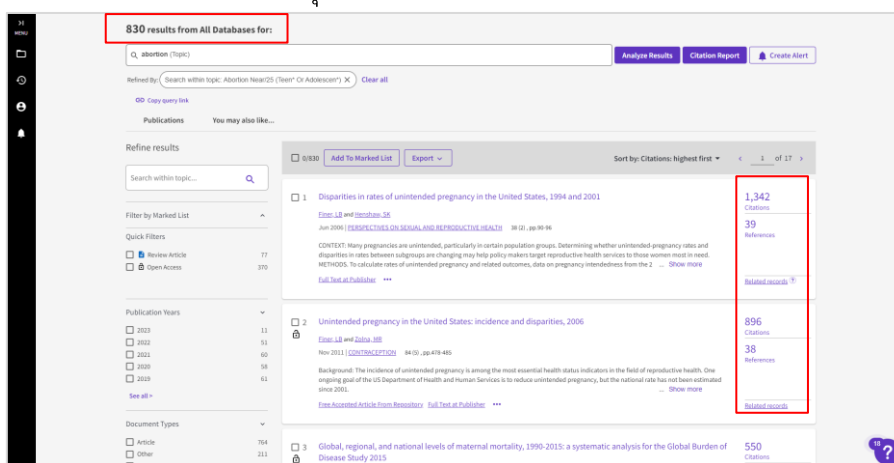 9
MENU
830 results from All Databases for:
abortion (Topic)
Analyze Results
Citation Report
Create Alert
Refined By: Search within topic: Abortion Near/25 (Teen* Or Adolescen*) X Clear all
Copy query link
Publications
You may also like...
Refine results
Search within topic...
Filter by Marked List
Quick Filters
Review Article 77
Open Access 370
Publication Years
2023 11
2022 51
2021 60
2020 58
2019 61
See all >
Document Types
Article 764
Other 211
0/830 Add To Marked List Export
Sort by: Citations: highest first
< 1 of 17 >
1 Disparities in rates of unintended pregnancy in the United States, 1994 and 2001
Finer, LB and Henshaw, SK
Jun 2006 | PERSPECTIVES ON SEXUAL AND REPRODUCTIVE HEALTH 38 (2), pp.90-96
CONTEXT: Many pregnancies are unintended, particularly in certain population groups. Determining whether unintended-pregnancy rates and
disparities in rates between subgroups are changing may help policy makers target reproductive health services to those women most in need.
METHODS. To calculate rates of unintended pregnancy and related outcomes, data on pregnancy intendedness from the 2 ... Show more
Full Text at Publisher •••
1,342
Citations
39
References
Related records ?
2 Unintended pregnancy in the United States: incidence and disparities, 2006
Finer, LB and Zolna, MR
Nov 2011 | CONTRACEPTION 84 (5), pp.478-485
Background: The incidence of unintended pregnancy is among the most essential health status indicators in the field of reproductive health. One
ongoing goal of the US Department of Health and Human Services is to reduce unintended pregnancy, but the national rate has not been estimated
since 2001. ... Show more
Free Accepted Article From Repository Full Text at Publisher •••
896
Citations
38
References
Related records
3 Global, regional, and national levels of maternal mortality, 1990-2015: a systematic analysis for the Global Burden of
Disease Study 2015
550
Citations
18
?